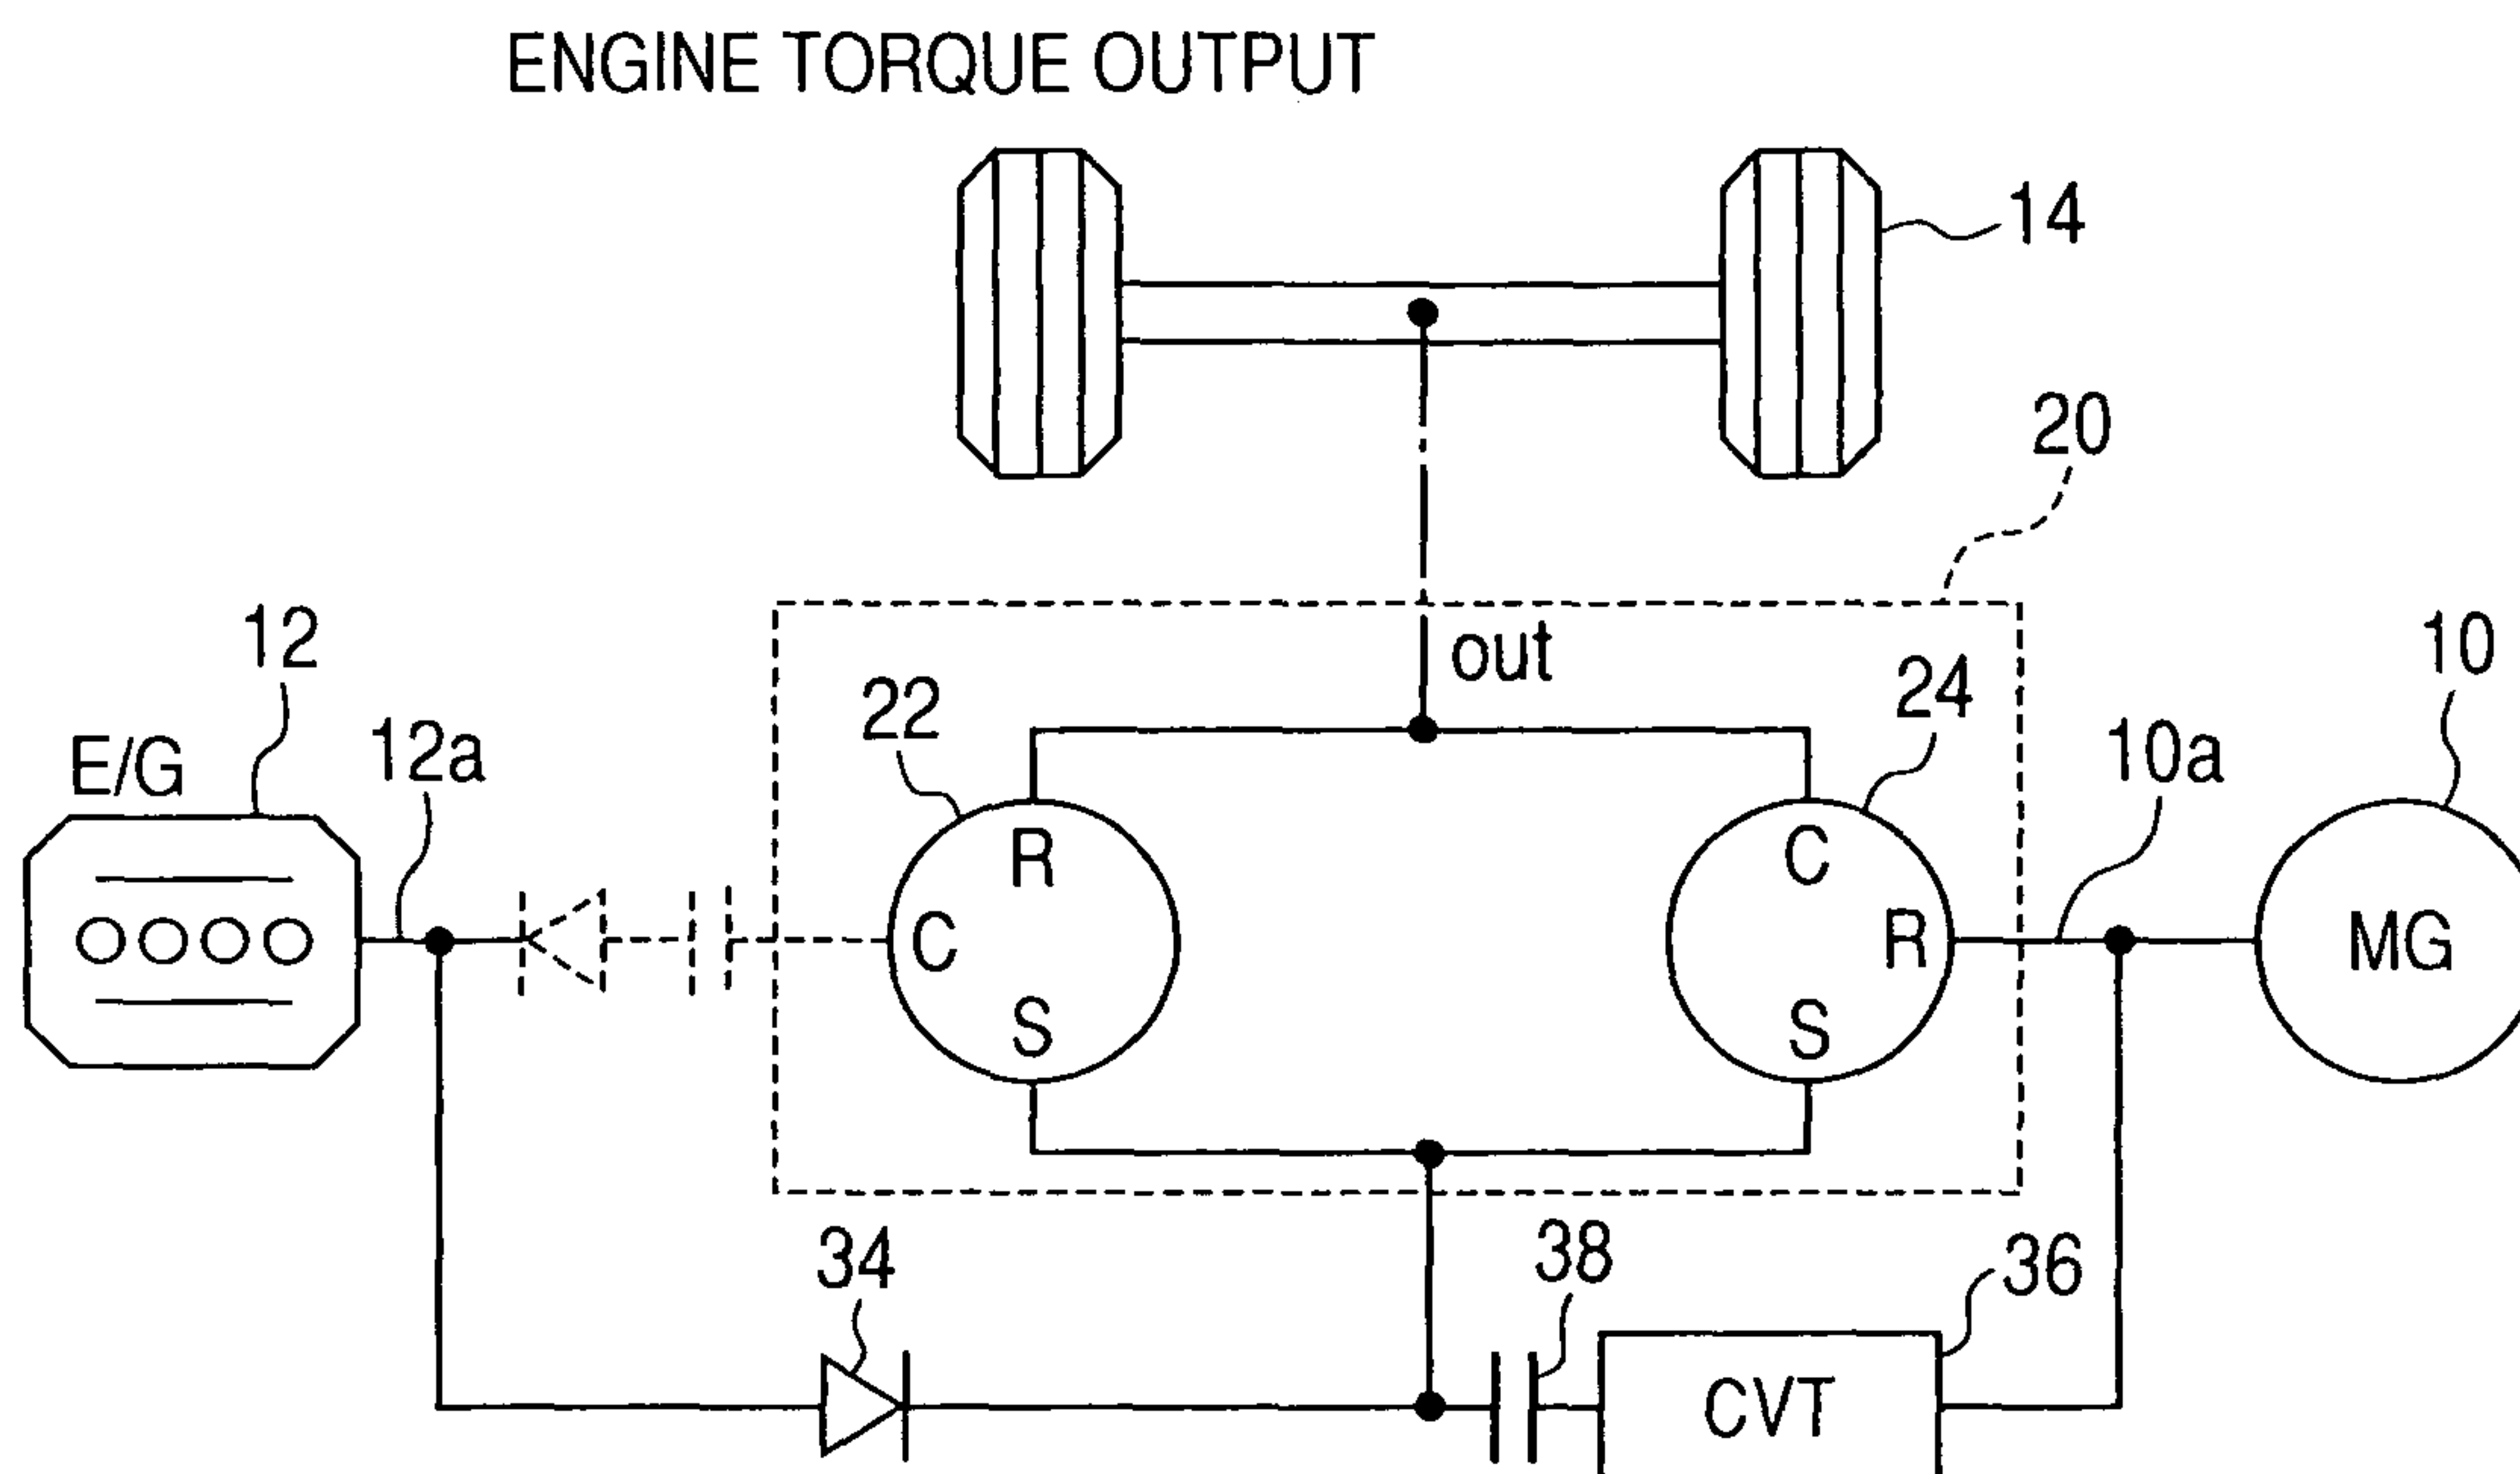 ENGINE TORQUE OUTPUT
14
20
12
out
10
22
24
12a
10a
E/G
R
C
C
R
MG
S
S
34
38
36
CVT